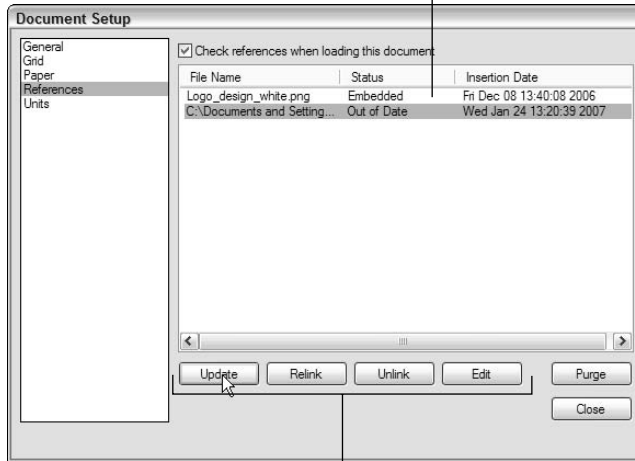 Document Setup
General
Grid
Paper
References
Units
Check references when loading this document
File Name Status Insertion Date
Logo_design_white.png Embedded Fri Dec 08 13:40:08 2006
C:\Documents and Setting... Out of Date Wed Jan 24 13:20:39 2007
Update Relink Unlink Edit Purge
Close